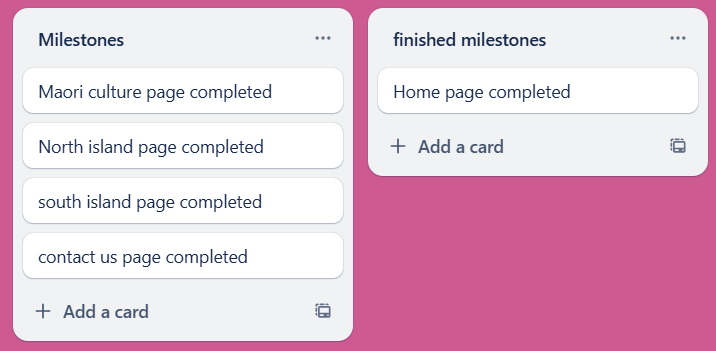 Milestones
Maori culture page completed
North island page completed
south island page completed
contact us page completed
Add a card
finished milestones
Home page completed
Add a card